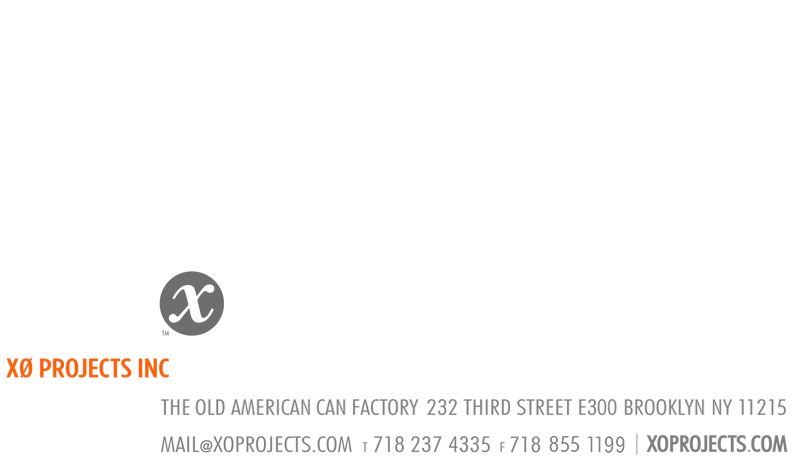 x
TM
XØ PROJECTS INC
THE OLD AMERICAN CAN FACTORY 232 THIRD STREET E300 BROOKLYN NY 11215
MAIL@XOPROJECTS.COM T 718 237 4335 F 718 855 1199 | XOPROJECTS.COM